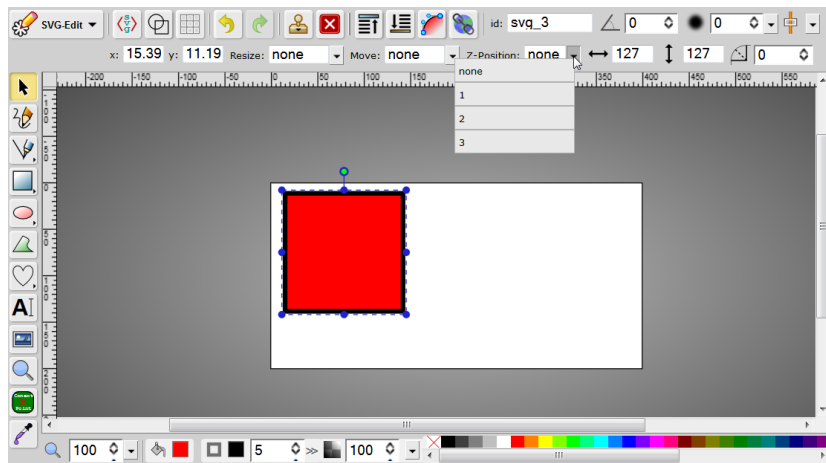 SVG-Edit id: svg_3 0 0
x: 15.39 y: 11.19 Resize: none Move: none Z-Position: none 127 127 0
none
1
2
3
-200 -150 -100 -50 0 50 100 150 350 400 450 500 550
A
100 5 100